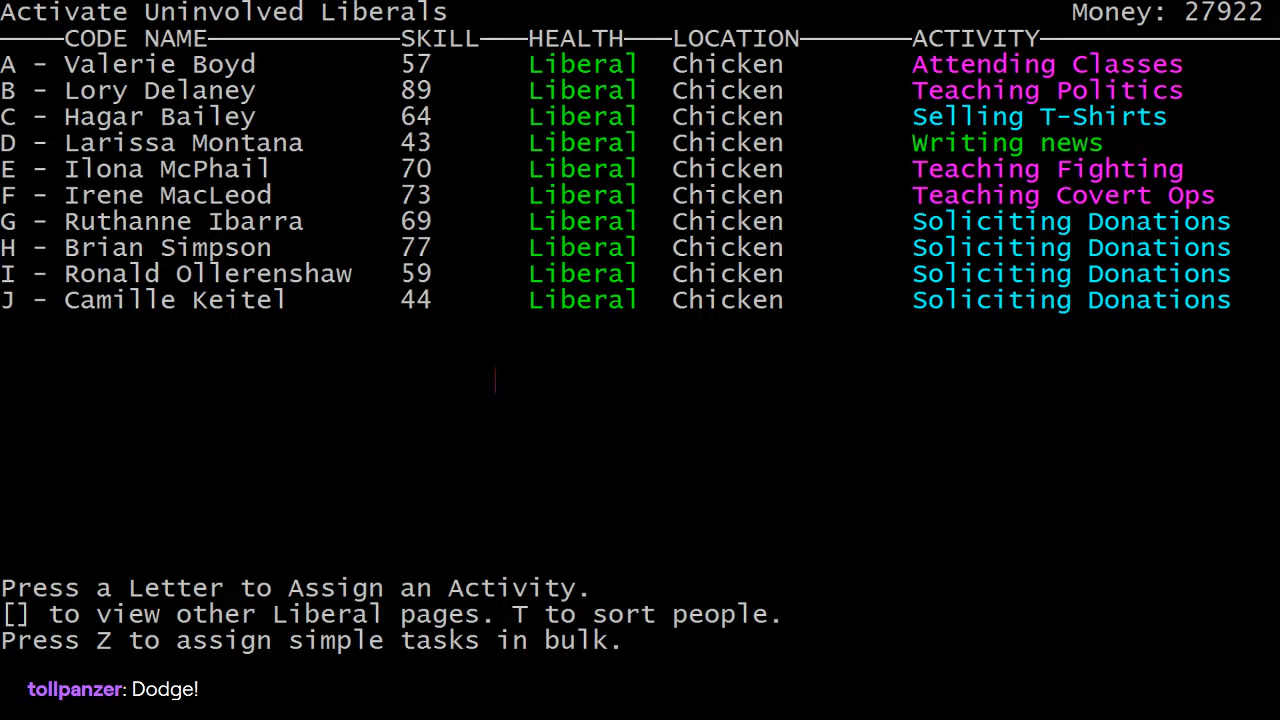 Activate Uninvolved Liberals Money: 27922
CODE NAME SKILL HEALTH LOCATION ACTIVITY
A - Valerie Boyd 57 Liberal Chicken Attending Classes
B - Lory Delaney 89 Liberal Chicken Teaching Politics
C - Hagar Bailey 64 Liberal Chicken Selling T-Shirts
D - Larissa Montana 43 Liberal Chicken Writing news
E - Ilona McPhail 70 Liberal Chicken Teaching Fighting
F - Irene MacLeod 73 Liberal Chicken Teaching Covert Ops
G - Ruthanne Ibarra 69 Liberal Chicken Soliciting Donations
H - Brian Simpson 77 Liberal Chicken Soliciting Donations
I - Ronald Ollerenshaw 59 Liberal Chicken Soliciting Donations
J - Camille Keitel 44 Liberal Chicken Soliciting Donations
Press a Letter to Assign an Activity.
[] to view other Liberal pages. T to sort people.
Press Z to assign simple tasks in bulk.
tollpanzer: Dodge!